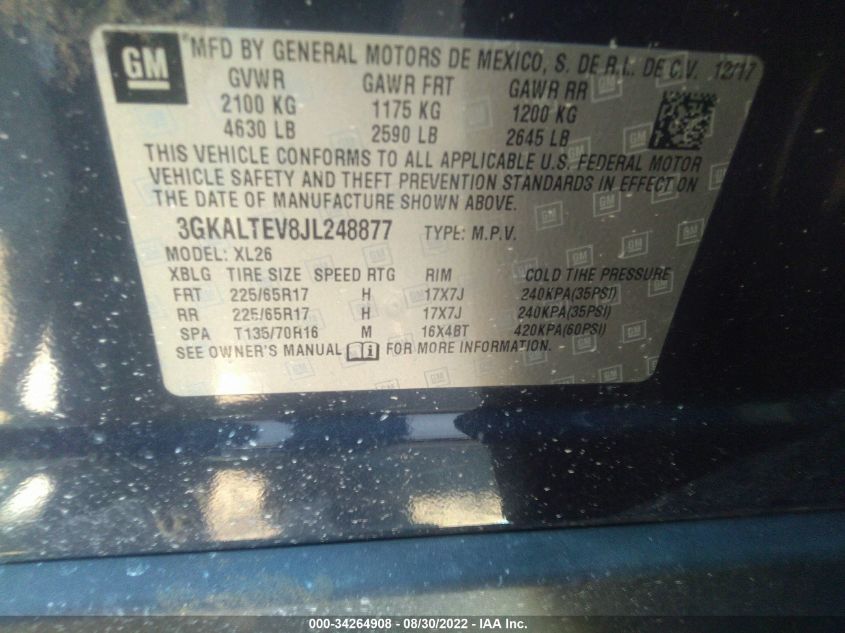 GM MFD BY GENERAL MOTORS DE MEXICO, S. DE R.L. DE C.V. 12/17
GVWR GAWR FRT GAWR RR
2100 KG 1175 KG 1200 KG
4630 LB 2590 LB 2645 LB
THIS VEHICLE CONFORMS TO ALL APPLICABLE U.S. FEDERAL MOTOR
VEHICLE SAFETY AND THEFT PREVENTION STANDARDS IN EFFECT ON
THE DATE OF MANUFACTURE SHOWN ABOVE.
3GKALTEV8JL248877 TYPE: M.P.V.
MODEL: XL26
XBLG TIRE SIZE SPEED RTG RIM COLD TIRE PRESSURE
FRT 225/65R17 H 17X7J 240KPA(35PSI)
RR 225/65R17 H 17X7J 240KPA(35PSI)
SPA T135/70R16 M 16X4BT 420KPA(60PSI)
SEE OWNER'S MANUAL FOR MORE INFORMATION.
000-34264908 - 08/30/2022 - IAA Inc.